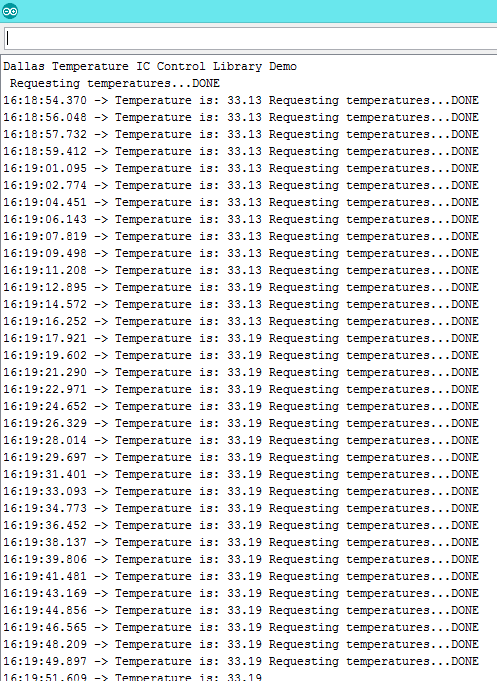 Dallas Temperature IC Control Library Demo
Requesting temperatures...DONE
16:18:54.370 -> Temperature is: 33.13 Requesting temperatures...DONE
16:18:56.048 -> Temperature is: 33.13 Requesting temperatures...DONE
16:18:57.732 -> Temperature is: 33.13 Requesting temperatures...DONE
16:18:59.412 -> Temperature is: 33.13 Requesting temperatures...DONE
16:19:01.095 -> Temperature is: 33.13 Requesting temperatures...DONE
16:19:02.774 -> Temperature is: 33.13 Requesting temperatures...DONE
16:19:04.451 -> Temperature is: 33.13 Requesting temperatures...DONE
16:19:06.143 -> Temperature is: 33.13 Requesting temperatures...DONE
16:19:07.819 -> Temperature is: 33.13 Requesting temperatures...DONE
16:19:09.498 -> Temperature is: 33.13 Requesting temperatures...DONE
16:19:11.208 -> Temperature is: 33.13 Requesting temperatures...DONE
16:19:12.895 -> Temperature is: 33.19 Requesting temperatures...DONE
16:19:14.572 -> Temperature is: 33.13 Requesting temperatures...DONE
16:19:16.252 -> Temperature is: 33.13 Requesting temperatures...DONE
16:19:17.921 -> Temperature is: 33.19 Requesting temperatures...DONE
16:19:19.602 -> Temperature is: 33.19 Requesting temperatures...DONE
16:19:21.290 -> Temperature is: 33.19 Requesting temperatures...DONE
16:19:22.971 -> Temperature is: 33.19 Requesting temperatures...DONE
16:19:24.652 -> Temperature is: 33.19 Requesting temperatures...DONE
16:19:26.329 -> Temperature is: 33.19 Requesting temperatures...DONE
16:19:28.014 -> Temperature is: 33.19 Requesting temperatures...DONE
16:19:29.697 -> Temperature is: 33.19 Requesting temperatures...DONE
16:19:31.401 -> Temperature is: 33.19 Requesting temperatures...DONE
16:19:33.093 -> Temperature is: 33.19 Requesting temperatures...DONE
16:19:34.773 -> Temperature is: 33.19 Requesting temperatures...DONE
16:19:36.452 -> Temperature is: 33.19 Requesting temperatures...DONE
16:19:38.137 -> Temperature is: 33.19 Requesting temperatures...DONE
16:19:39.806 -> Temperature is: 33.19 Requesting temperatures...DONE
16:19:41.481 -> Temperature is: 33.19 Requesting temperatures...DONE
16:19:43.169 -> Temperature is: 33.19 Requesting temperatures...DONE
16:19:44.856 -> Temperature is: 33.19 Requesting temperatures...DONE
16:19:46.565 -> Temperature is: 33.19 Requesting temperatures...DONE
16:19:48.209 -> Temperature is: 33.19 Requesting temperatures...DONE
16:19:49.897 -> Temperature is: 33.19 Requesting temperatures...DONE
16:19:51.609 -> Temperature is: 33.19